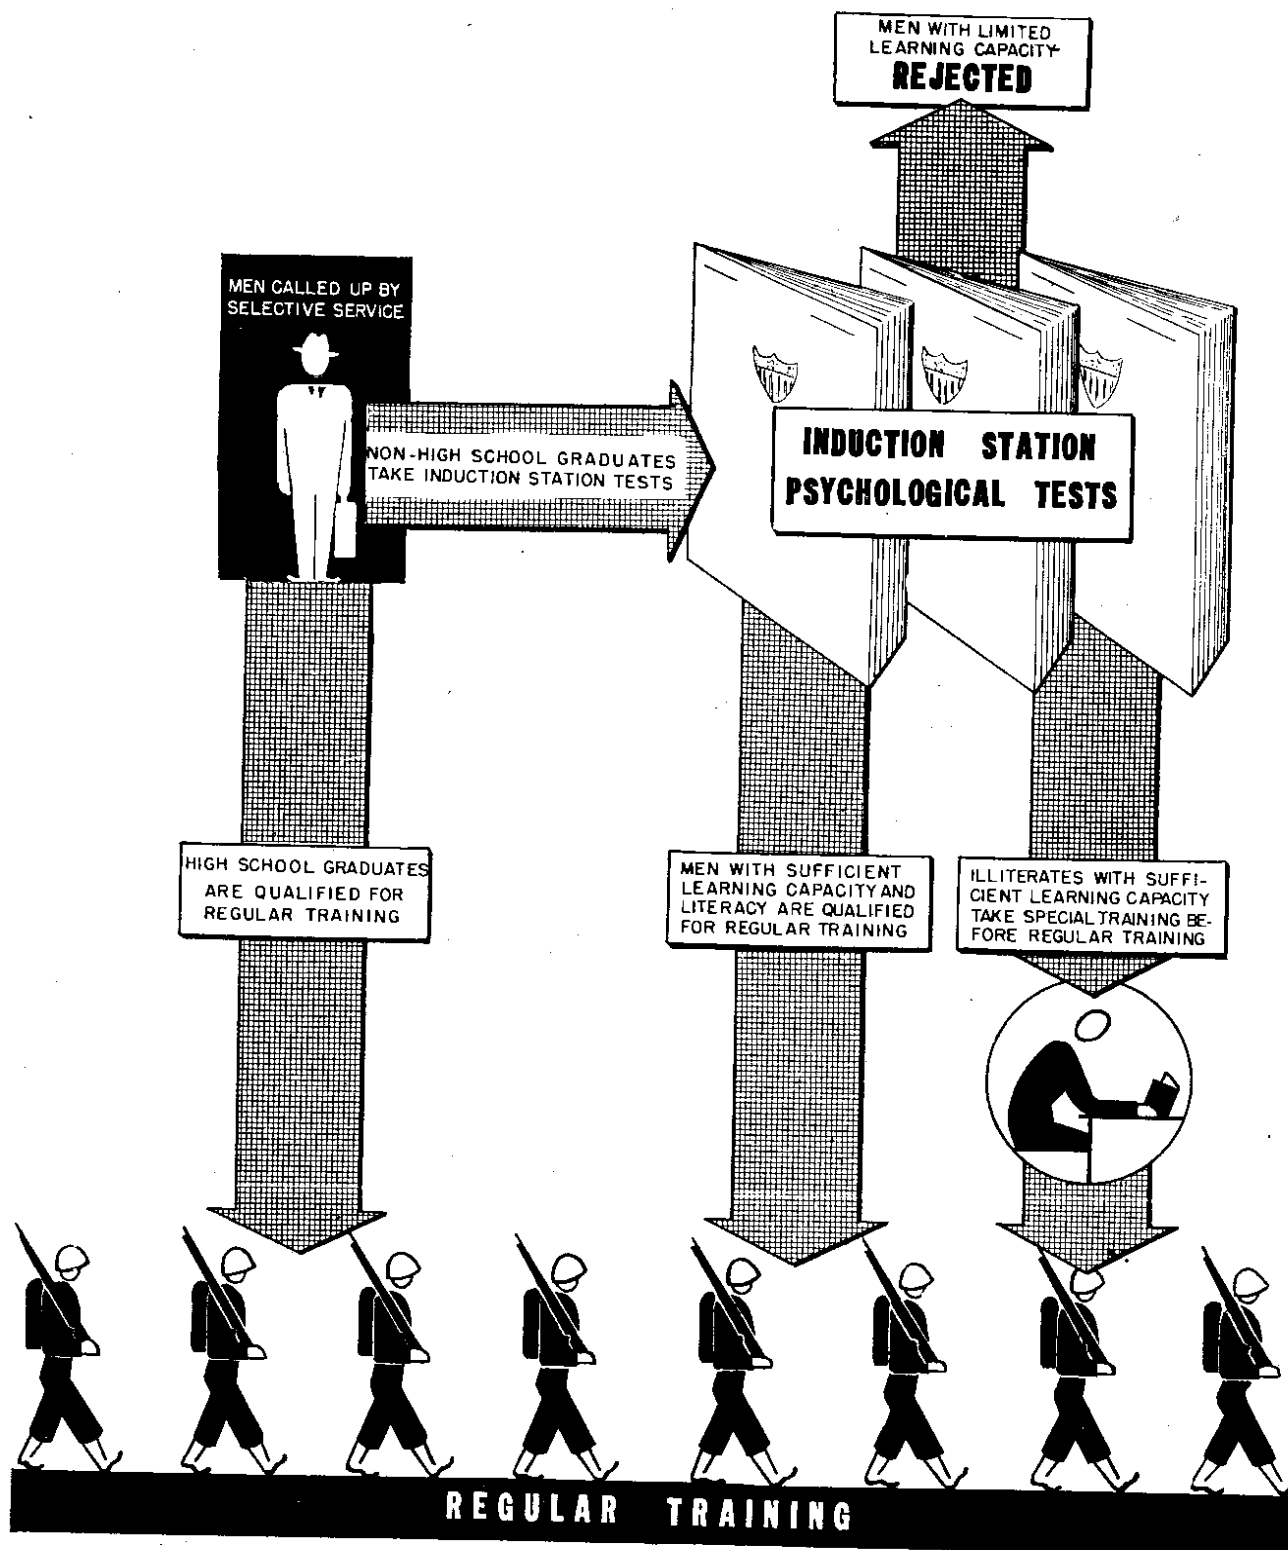 MEN WITH LIMITED
LEARNING CAPACITY
REJECTED
MEN CALLED UP BY
SELECTIVE SERVICE
NON-HIGH SCHOOL GRADUATES
TAKE INDUCTION STATION TESTS
INDUCTION STATION
PSYCHOLOGICAL TESTS
HIGH SCHOOL GRADUATES
ARE QUALIFIED FOR
REGULAR TRAINING
MEN WITH SUFFICIENT
LEARNING CAPACITY AND
LITERACY ARE QUALIFIED
FOR REGULAR TRAINING
ILLITERATES WITH SUFFI-
CIENT LEARNING CAPACITY
TAKE SPECIAL TRAINING BE-
FORE REGULAR TRAINING
REGULAR TRAINING